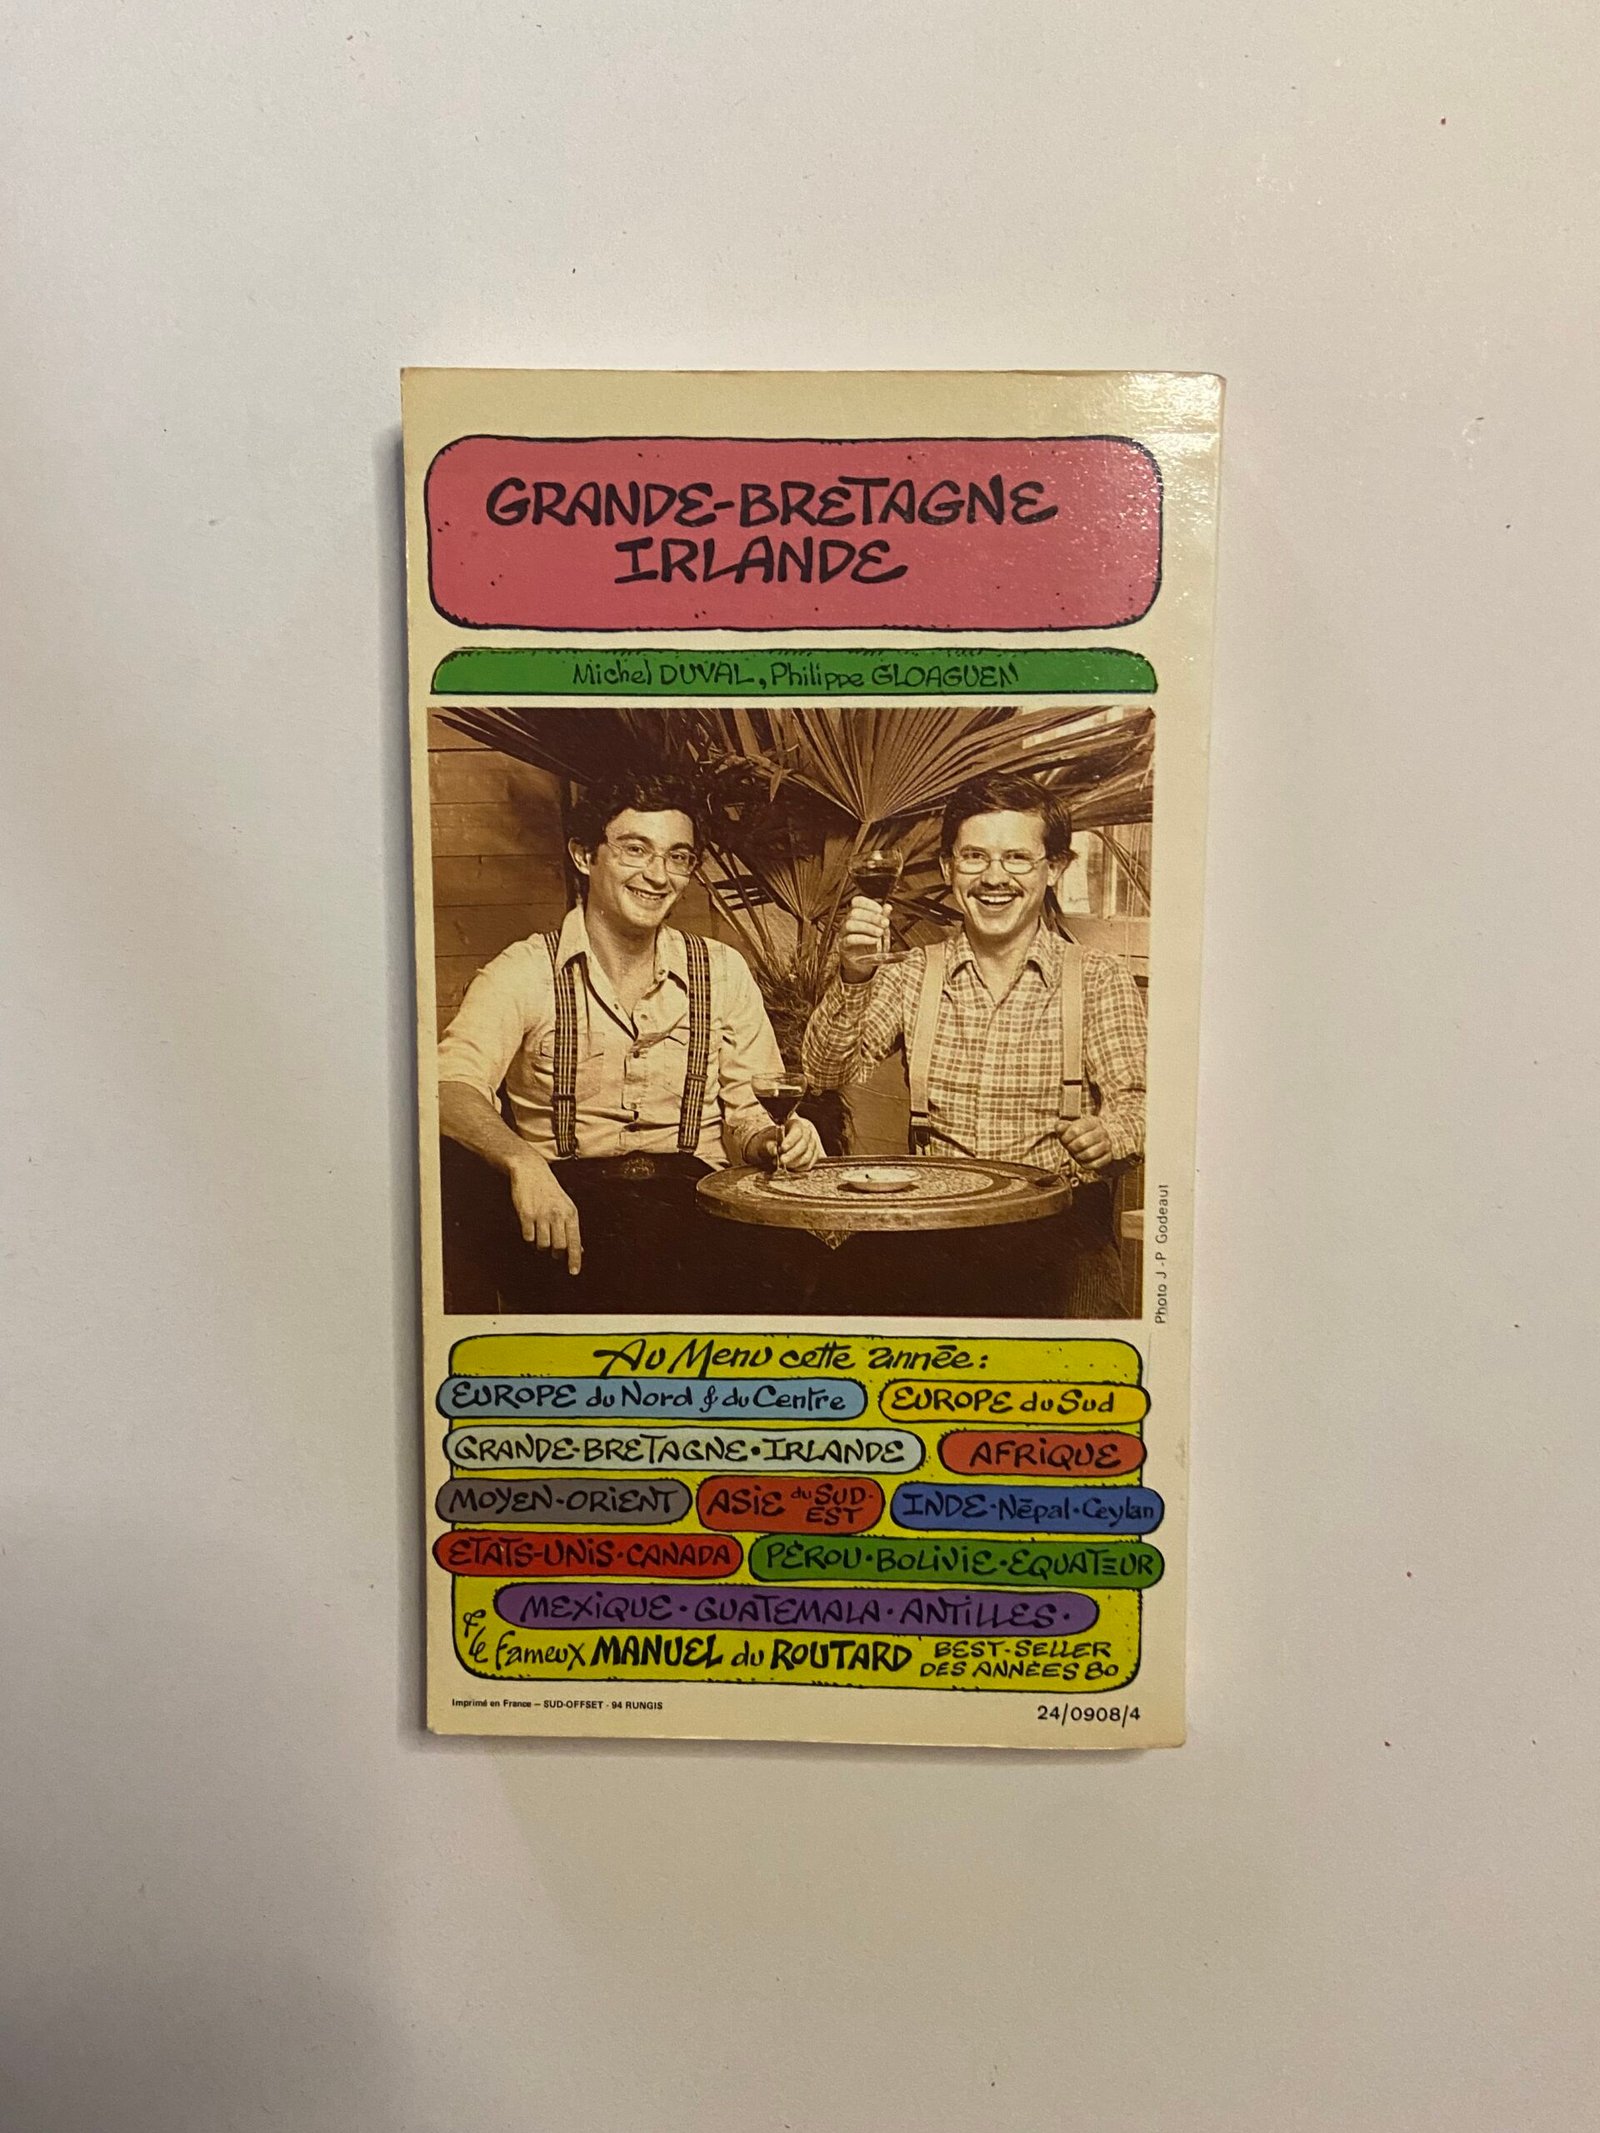 GRANDE-BRETAGNE
IRLANDE
Michel DUVAL, Philippe GLOAGUEN
Photo J.-P. Godeaut
Au Menu cette année:
EUROPE du Nord & du Centre
EUROPE du Sud
GRANDE-BRETAGNE•IRLANDE
AFRIQUE
MOYEN-ORIENT
ASIE du SUD-EST
INDE•Népal•Ceylan
ETATS-UNIS•CANADA
PEROU•BOLIVIE•EQUATEUR
MEXIQUE•GUATEMALA•ANTILLES.
& le fameux MANUEL du ROUTARD BEST-SELLER
DES ANNÉES 80
Imprimé en France — SUD-OFFSET - 94 RUNGIS
24/0908/4